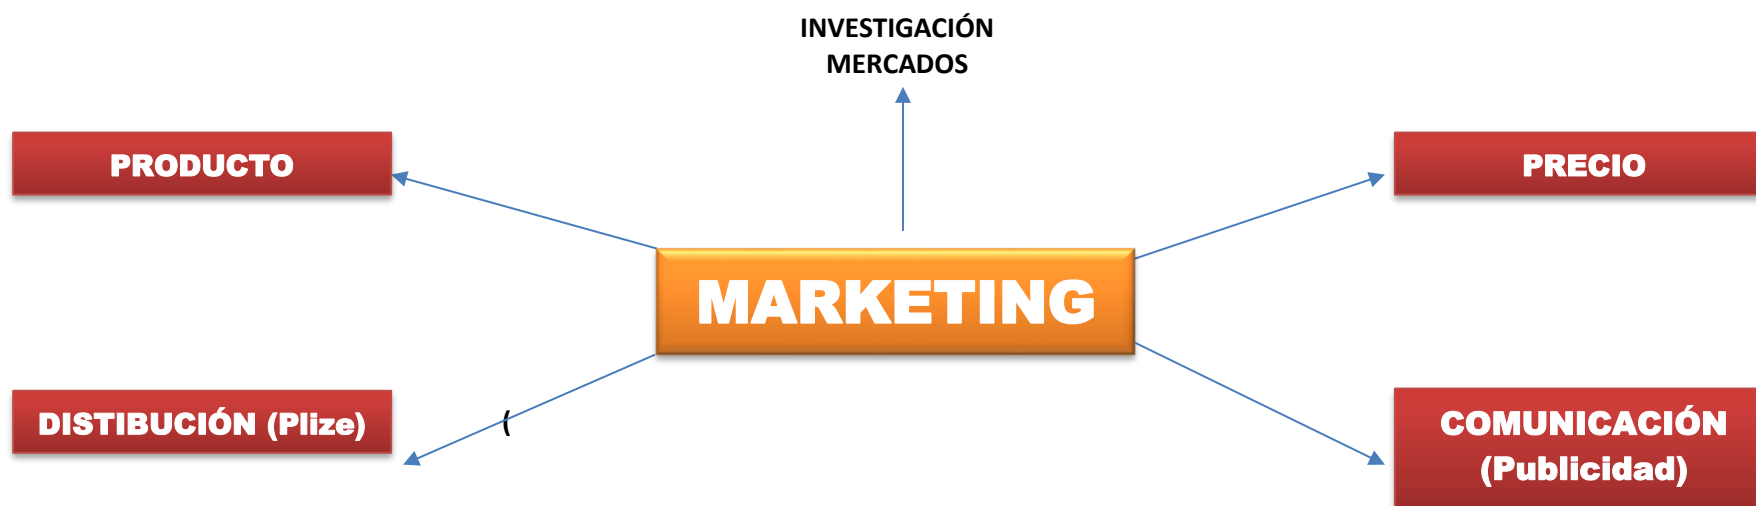 INVESTIGACIÓN
MERCADOS
PRODUCTO
PRECIO
MARKETING
DISTIBUCIÓN (Plize)
(
COMUNICACIÓN
(Publicidad)